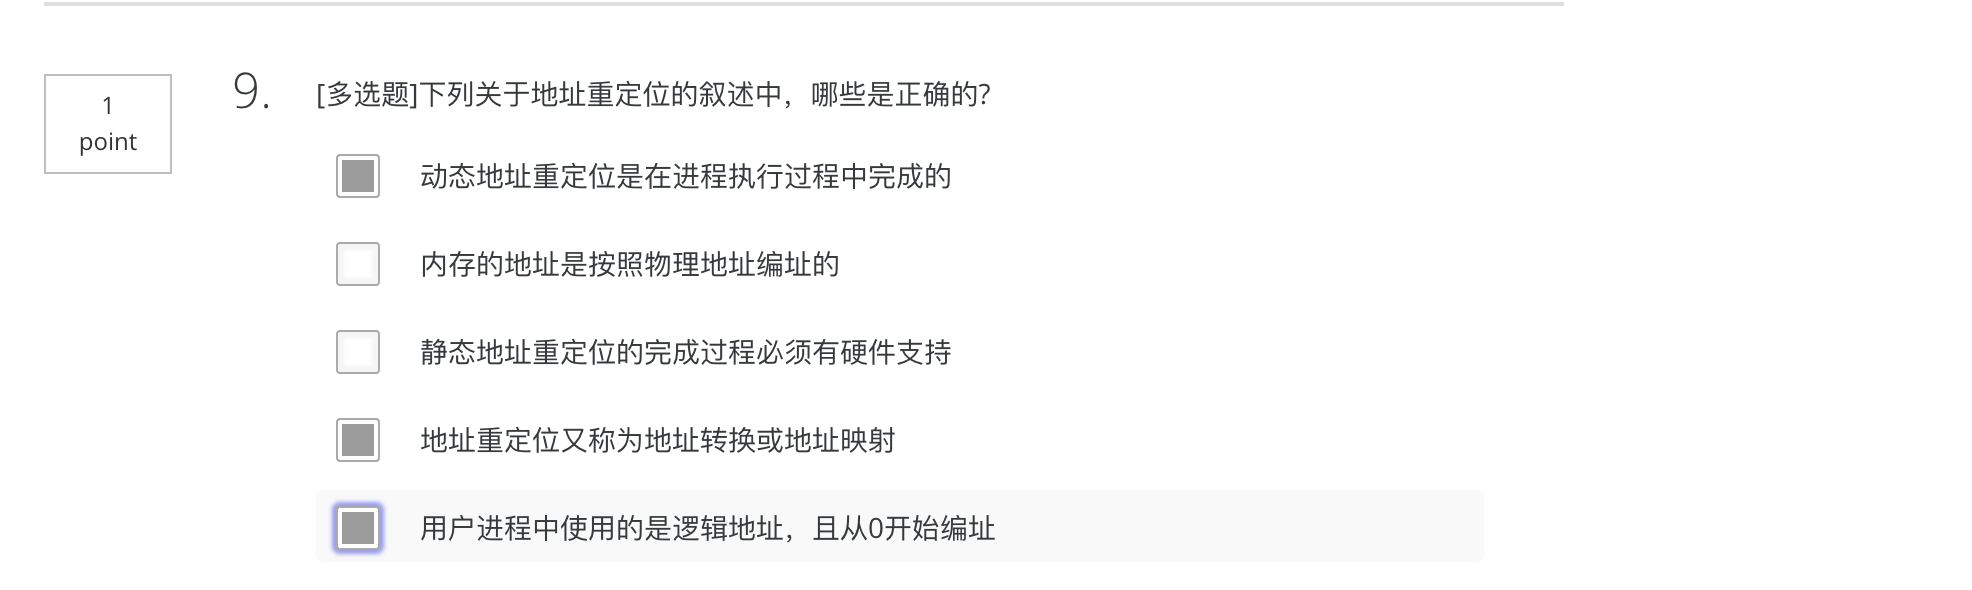 1
point
9.
[多选题]下列关于地址重定位的叙述中，哪些是正确的?
动态地址重定位是在进程执行过程中完成的
内存的地址是按照物理地址编址的
静态地址重定位的完成过程必须有硬件支持
地址重定位又称为地址转换或地址映射
用户进程中使用的是逻辑地址，且从0开始编址